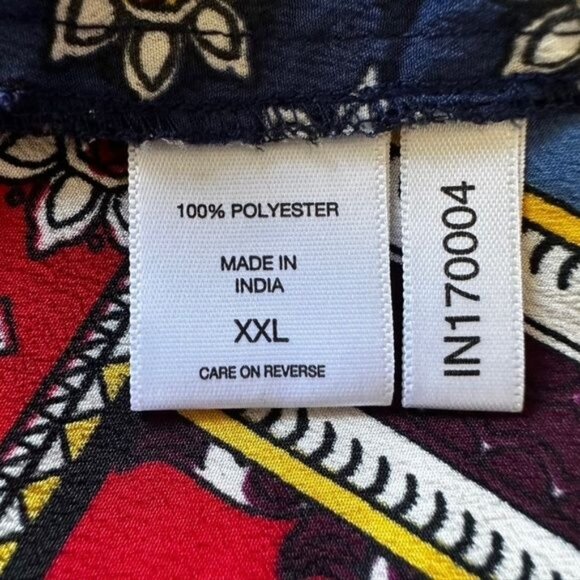 100% POLYESTER
MADE IN
INDIA
XXL
CARE ON REVERSE
IN170004